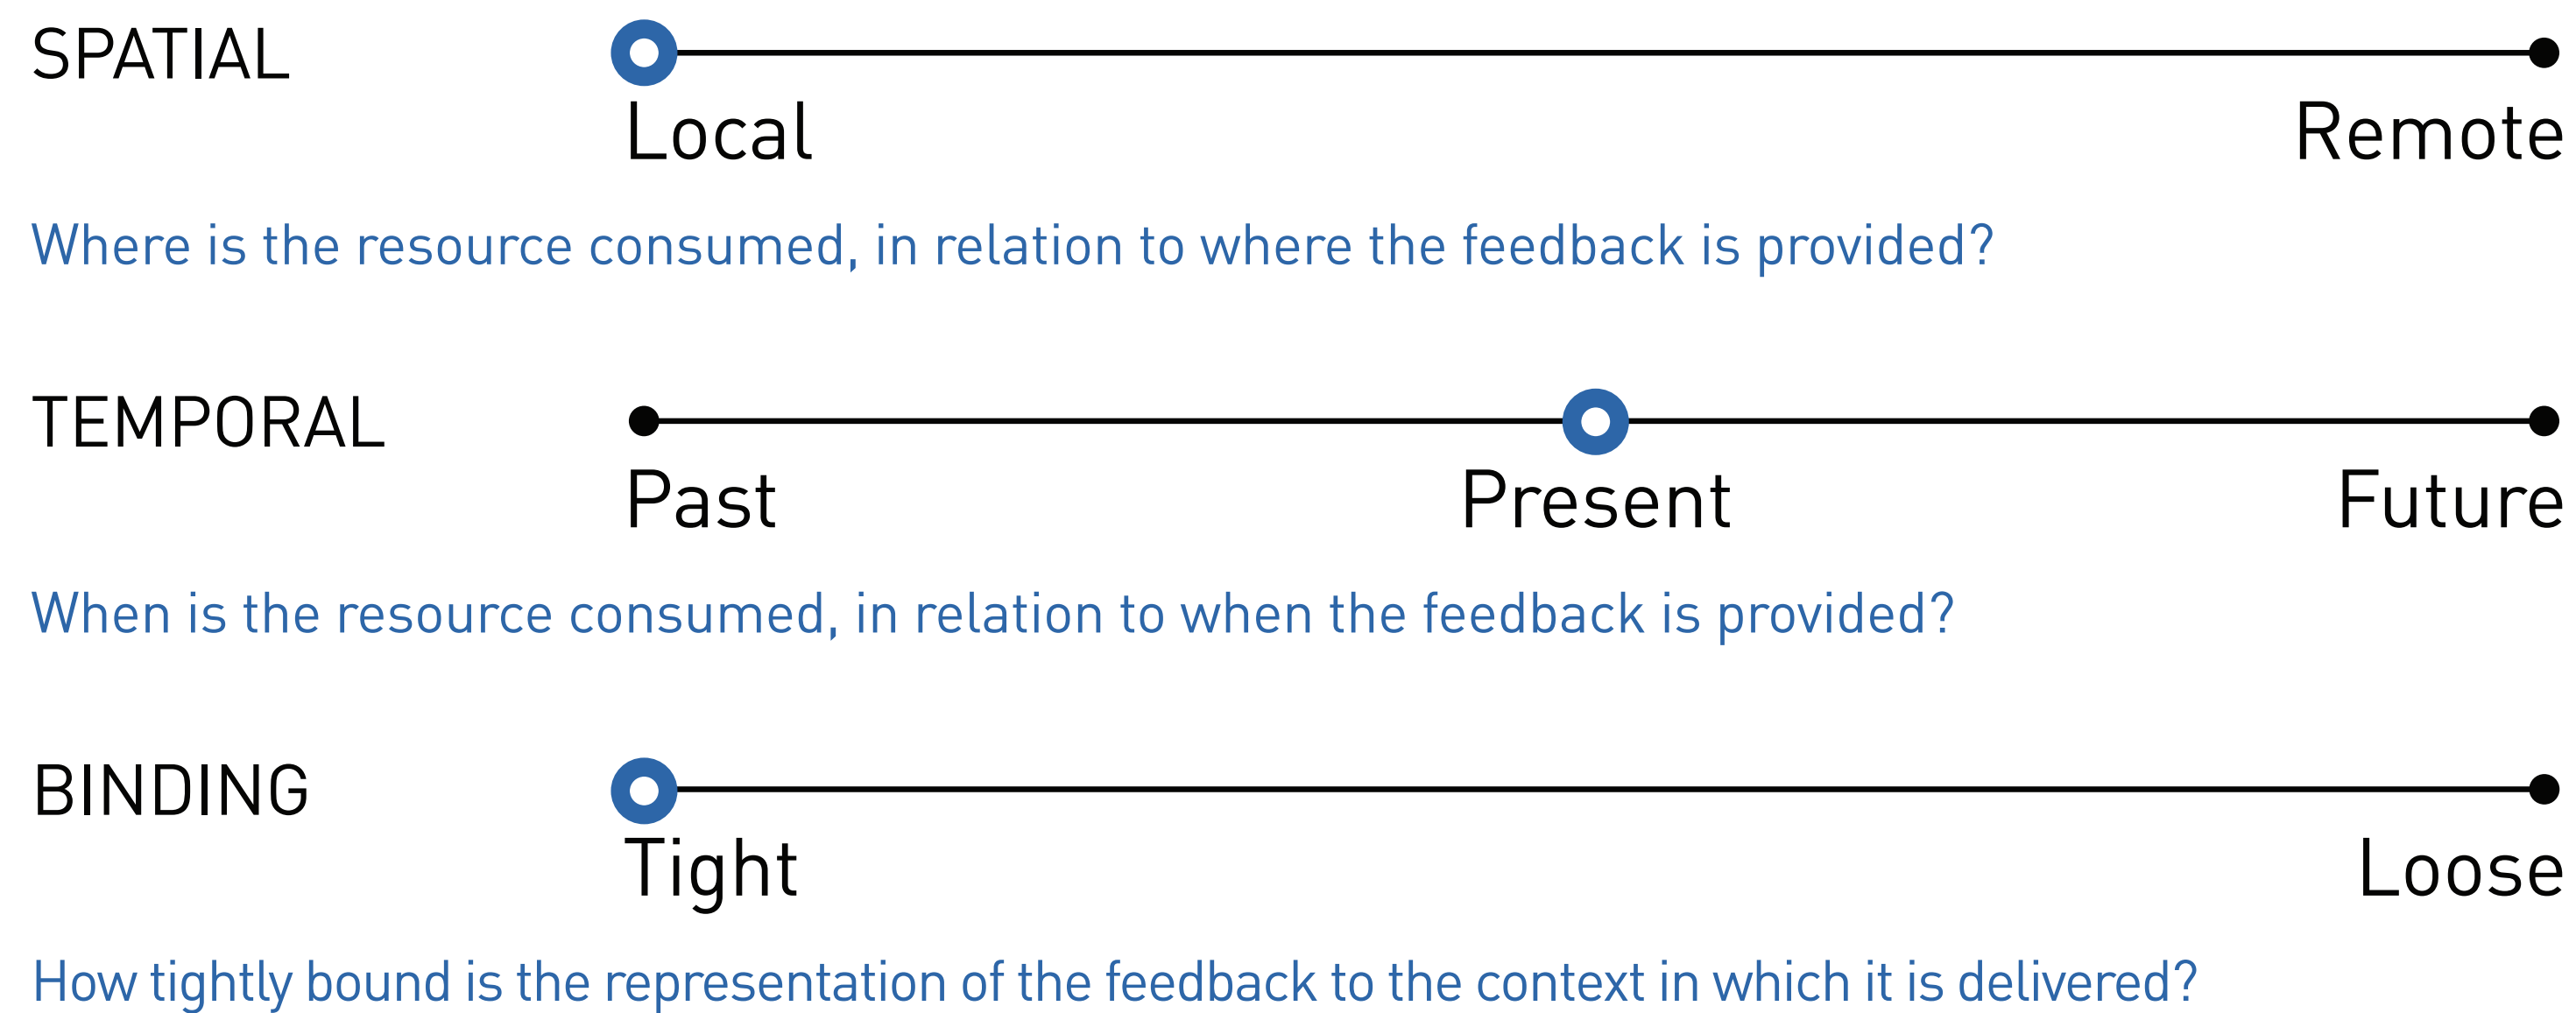 SPATIAL
Local Remote
Where is the resource consumed, in relation to where the feedback is provided?
TEMPORAL
Past Present Future
When is the resource consumed, in relation to when the feedback is provided?
BINDING
Tight Loose
How tightly bound is the representation of the feedback to the context in which it is delivered?